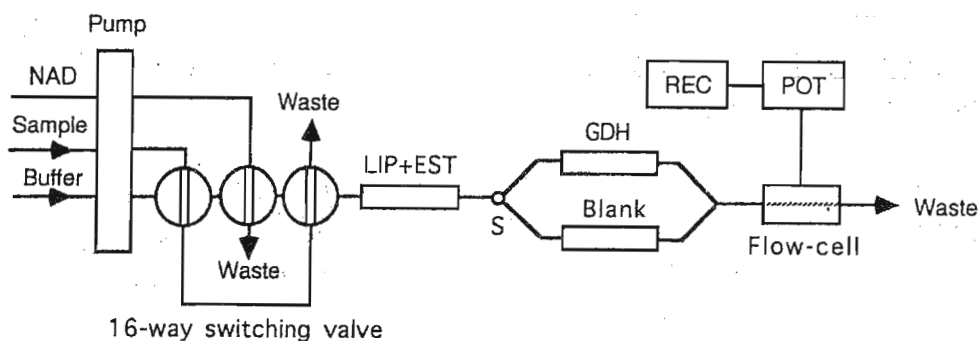 Pump
NAD
Sample
Buffer
Waste
Waste
LIP+EST
S
GDH
Blank
REC
POT
Flow-cell
Waste
16-way switching valve